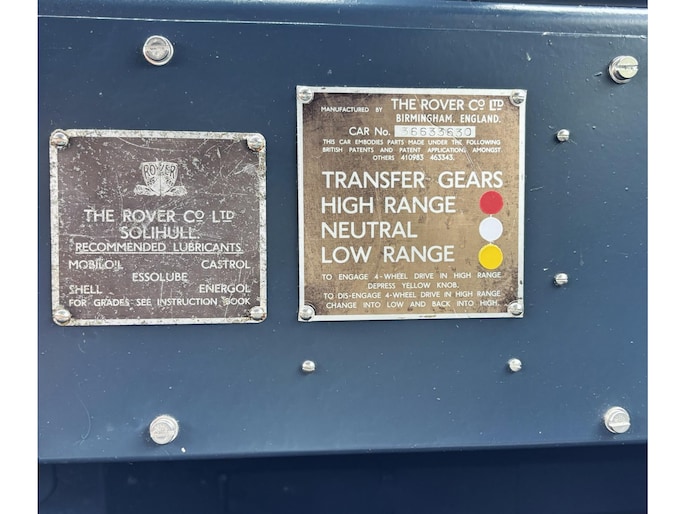 ROVER
THE ROVER CO LTD
SOLIHULL
RECOMMENDED LUBRICANTS
MOBILOIL CASTROL
ESSOLUBE
SHELL ENERGOL
FOR GRADES SEE INSTRUCTION BOOK
MANUFACTURED BY THE ROVER CO LTD
BIRMINGHAM, ENGLAND.
CAR No. 36633630
THIS CAR EMBODIES PARTS MADE UNDER THE FOLLOWING
BRITISH PATENTS AND PATENT APPLICATION, AMONGST
OTHERS 410983 463343.
TRANSFER GEARS
HIGH RANGE
NEUTRAL
LOW RANGE
TO ENGAGE 4-WHEEL DRIVE IN HIGH RANGE
DEPRESS YELLOW KNOB.
TO DIS-ENGAGE 4-WHEEL DRIVE IN HIGH RANGE
CHANGE INTO LOW AND BACK INTO HIGH.